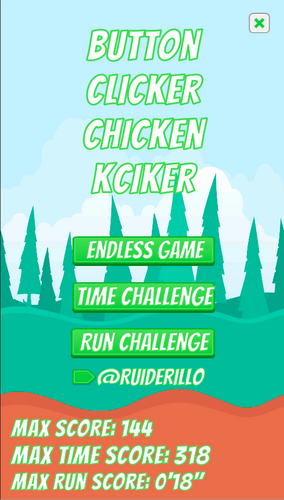 BUTTON
CLICKER
CHICKEN
KCIKER
ENDLESS GAME
TIME CHALLENGE
RUN CHALLENGE
@RUIDERILLO
MAX SCORE: 144
MAX TIME SCORE: 318
MAX RUN SCORE: 0'18"